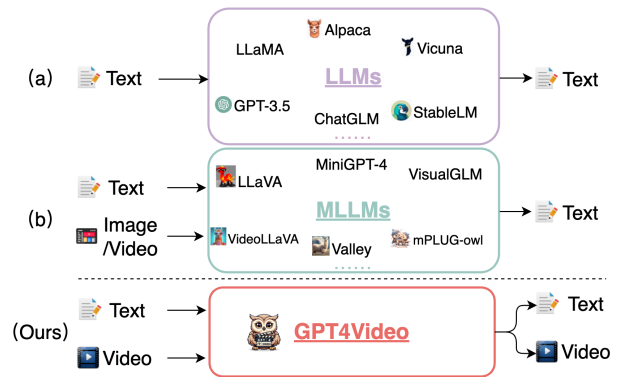 (a)
Text
LLaMA
Alpaca
Vicuna
LLMs
GPT-3.5
ChatGLM
StableLM
......
Text
(b)
Text
Image
/Video
LLaVA
MiniGPT-4
VisualGLM
MLLMs
VideoLLaVA
Valley
mPLUG-owl
......
Text
(Ours)
Text
Video
GPT4Video
Text
Video